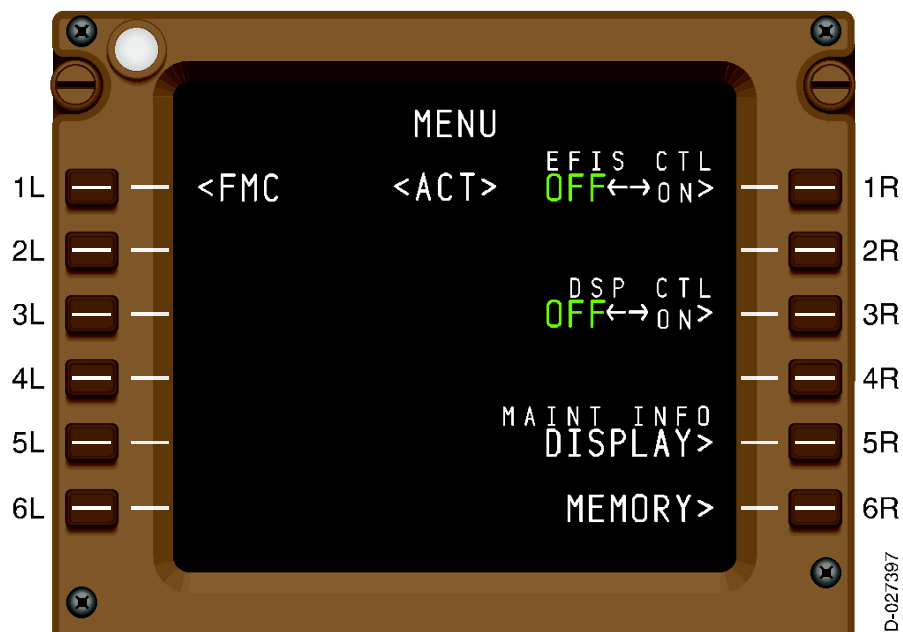 MENU
EFIS CTL
1L <FMC <ACT> OFF←→ON> 1R
2L 2R
DSP CTL
3L OFF←→ON> 3R
4L 4R
MAINT INFO
5L DISPLAY> 5R
6L MEMORY> 6R
D-027397